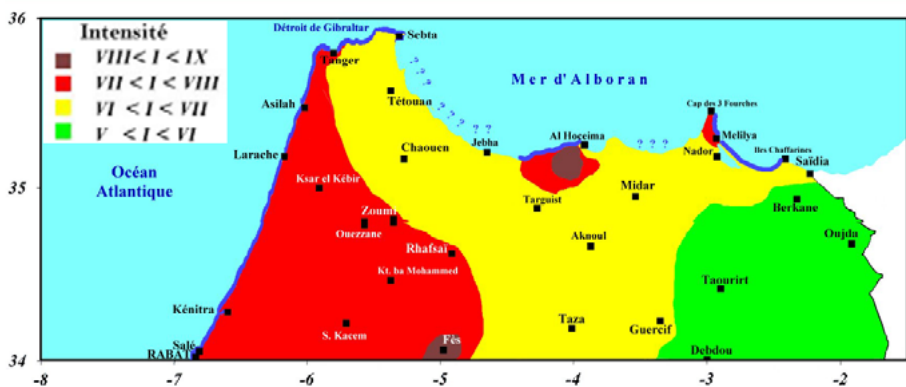 36
Intensité
VIII < I < IX
VII < I < VIII
VI < I < VII
V < I < VI
Détroit de Gibraltar
Sebta
Tanger
? ? ? ? ? ? ? ? ?
Mer d'Alboran
Asilah
Tétouan
Cap des 3 Fourches
Melilya
Al Hoceima
? ? ?
Jebha
Nador
Iles Chaffarines
Larache
Chaouen
Saïdia
35
Océan
Atlantique
Ksar el Kébir
Midar
Targuist
Berkane
Zoumi
Ouezzane
Aknoul
Oujda
Rhafsaï
Kt. ba Mohammed
Taourirt
Kénitra
S. Kacem
Taza
Guercif
Fès
Salé
RABAT
Debdou
34
-8 -7 -6 -5 -4 -3 -2